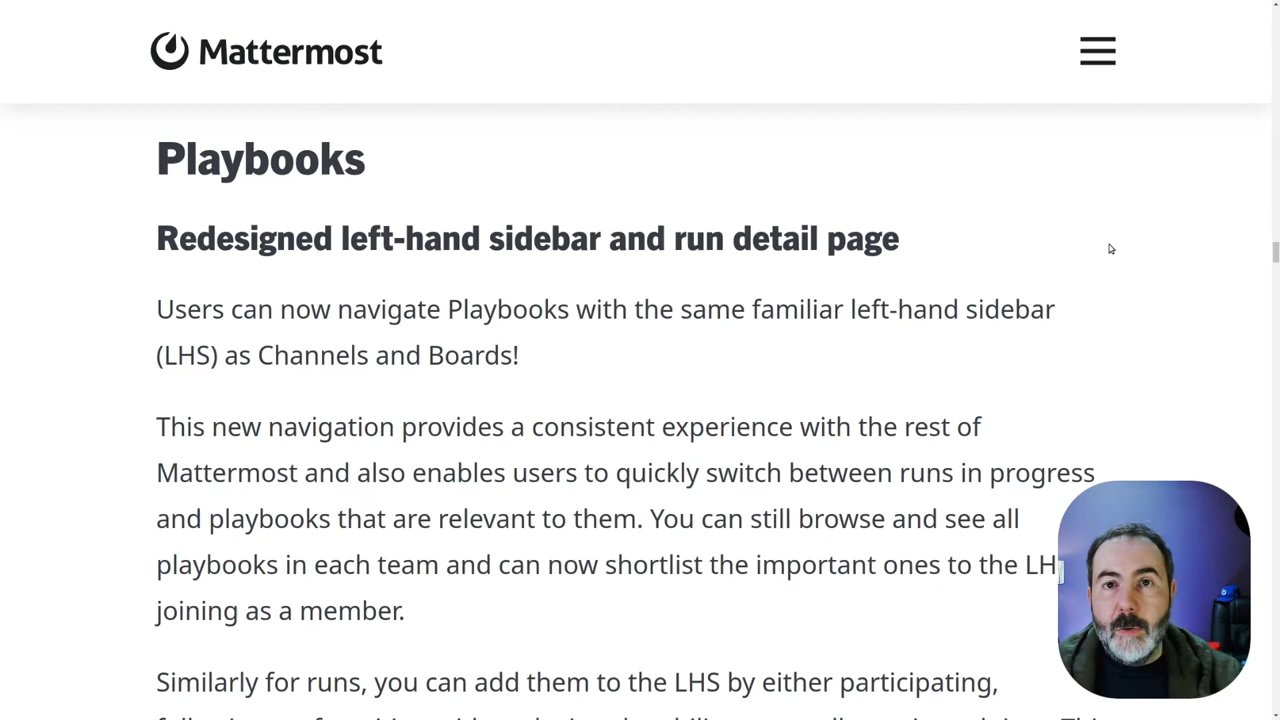 Mattermost
Playbooks
Redesigned left-hand sidebar and run detail page
Users can now navigate Playbooks with the same familiar left-hand sidebar
(LHS) as Channels and Boards!
This new navigation provides a consistent experience with the rest of
Mattermost and also enables users to quickly switch between runs in progress
and playbooks that are relevant to them. You can still browse and see all
playbooks in each team and can now shortlist the important ones to the LH
joining as a member.
Similarly for runs, you can add them to the LHS by either participating,